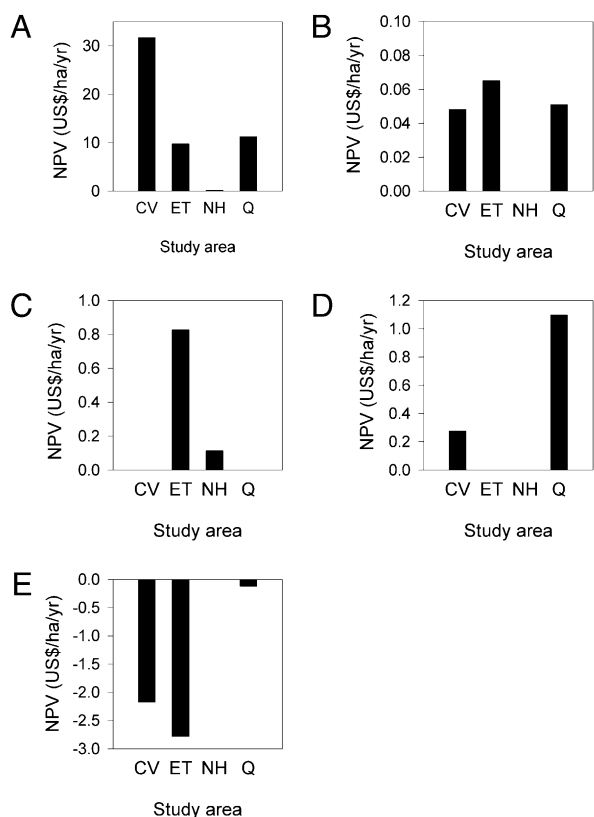 A
NPV (US$/ha/yr)
30
20
10
0
CV ET NH Q
Study area
B
NPV (US$/ha/yr)
0.10
0.08
0.06
0.04
0.02
0.00
CV ET NH Q
Study area
C
NPV (US$/ha/yr)
1.0
0.8
0.6
0.4
0.2
0.0
CV ET NH Q
Study area
D
NPV (US$/ha/yr)
1.2
1.0
0.8
0.6
0.4
0.2
0.0
CV ET NH Q
Study area
E
NPV (US$/ha/yr)
0.0
-0.5
-1.0
-1.5
-2.0
-2.5
-3.0
CV ET NH Q
Study area